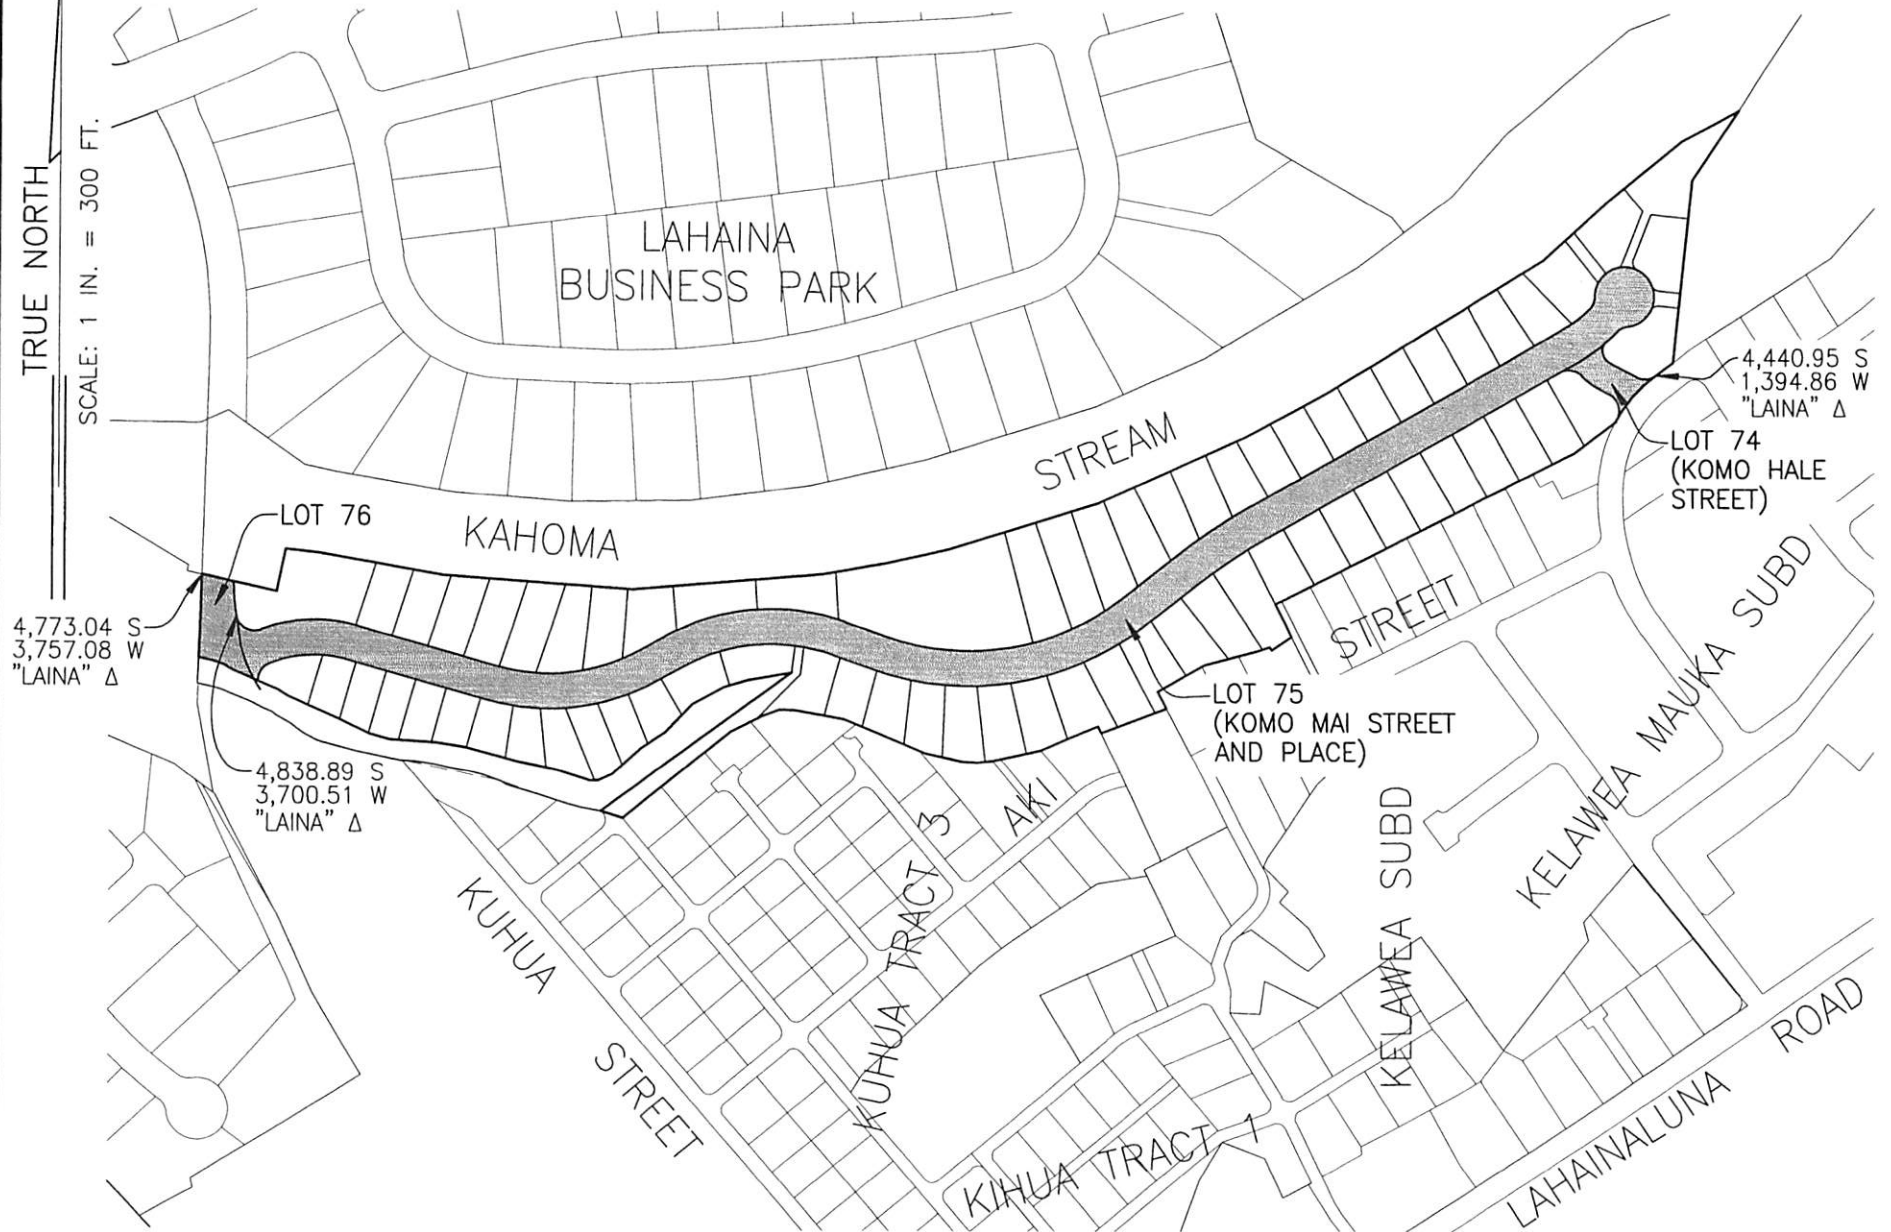 TRUE NORTH
SCALE: 1 IN. = 300 FT.
LAHAINA
BUSINESS PARK
4,440.95 S
1,394.86 W
"LAINA" Δ
STREAM
LOT 74
(KOMO HALE
STREET)
LOT 76
KAHOMA
4,773.04 S
3,757.08 W
"LAINA" Δ
STREET
LOT 75
(KOMO MAI STREET
AND PLACE)
4,838.89 S
3,700.51 W
"LAINA" Δ
AKI
KELAWEA MAUKA SUBD
KELAWEA SUBD
KUHUA TRACT 3
KUHUA
STREET
KIHUA TRACT 1
LAHAINALUNA ROAD